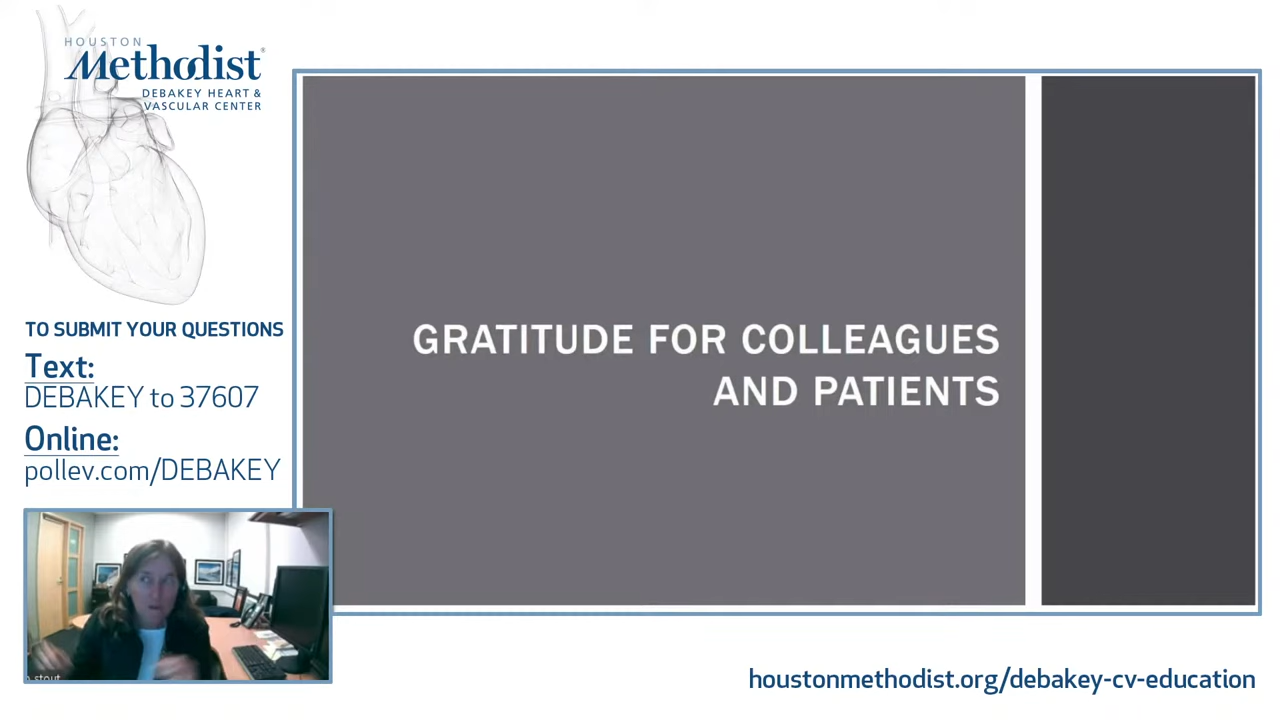 HOUSTON
Methodist®
DEBAKEY HEART &
VASCULAR CENTER
TO SUBMIT YOUR QUESTIONS
Text:
DEBAKEY to 37607
Online:
pollev.com/DEBAKEY
GRATITUDE FOR COLLEAGUES
AND PATIENTS
stout
houstonmethodist.org/debakey-cv-education